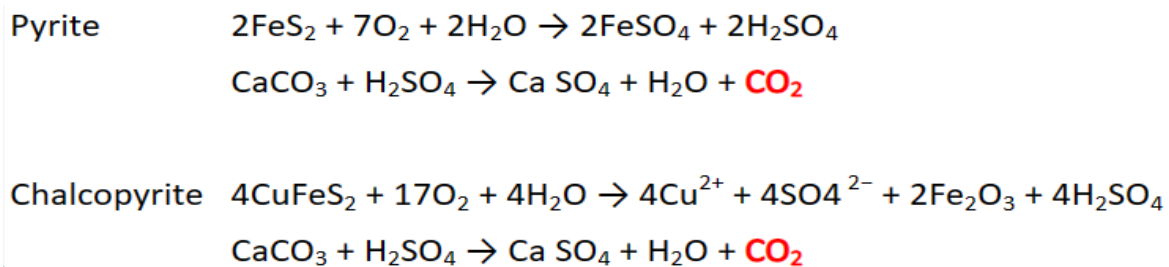 Pyrite 2FeS₂ + 7O₂ + 2H₂O → 2FeSO₄ + 2H₂SO₄
CaCO₃ + H₂SO₄ → Ca SO₄ + H₂O + CO₂
Chalcopyrite 4CuFeS₂ + 17O₂ + 4H₂O → 4Cu²⁺ + 4SO4 ²⁻ + 2Fe₂O₃ + 4H₂SO₄
CaCO₃ + H₂SO₄ → Ca SO₄ + H₂O + CO₂